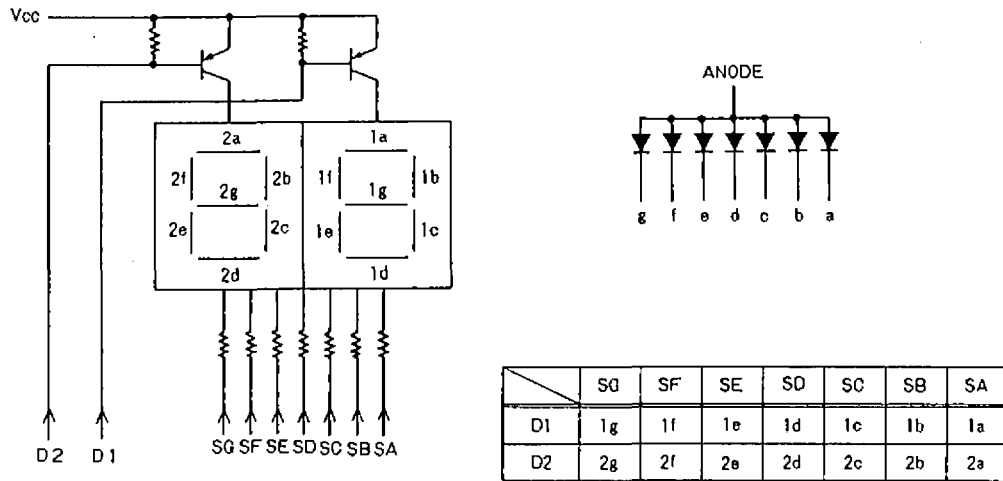 Vcc
2a 1a
2f 2b 1f 1b
2g 1g
2e 2c 1e 1c
2d 1d
D2 D1 SG SF SE SD SC SB SA
ANODE
g f e d c b a
SG SF SE SD SC SB SA
D1 1g 1f 1e 1d 1c 1b 1a
D2 2g 2f 2e 2d 2c 2b 2a